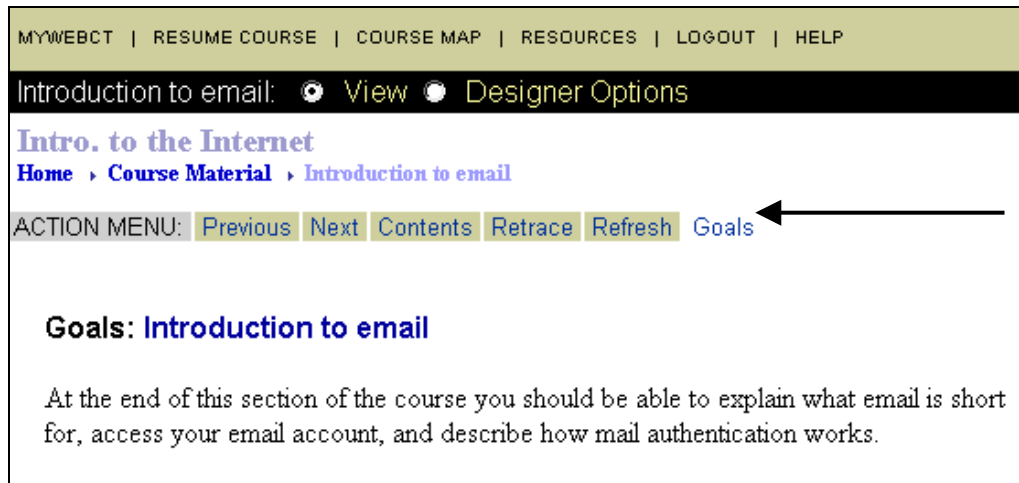 MYWEBCT | RESUME COURSE | COURSE MAP | RESOURCES | LOGOUT | HELP
Introduction to email: View Designer Options
Intro. to the Internet
Home › Course Material › Introduction to email
ACTION MENU: Previous Next Contents Retrace Refresh Goals
Goals: Introduction to email
At the end of this section of the course you should be able to explain what email is short
for, access your email account, and describe how mail authentication works.